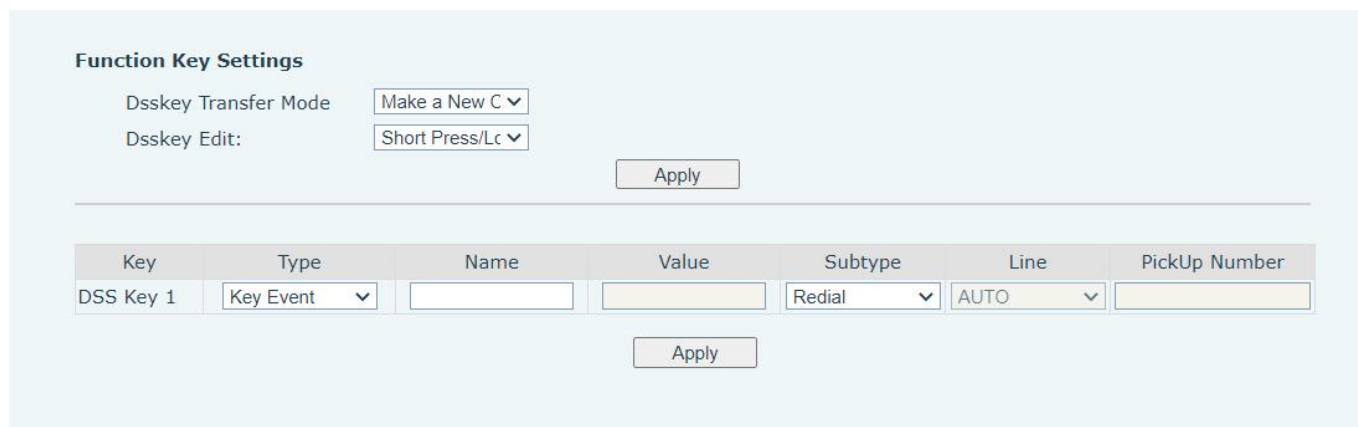 Function Key Settings
Dsskey Transfer Mode Make a New C
Dsskey Edit: Short Press/Lc
Apply
Key Type Name Value Subtype Line PickUp Number
DSS Key 1 Key Event Redial AUTO
Apply